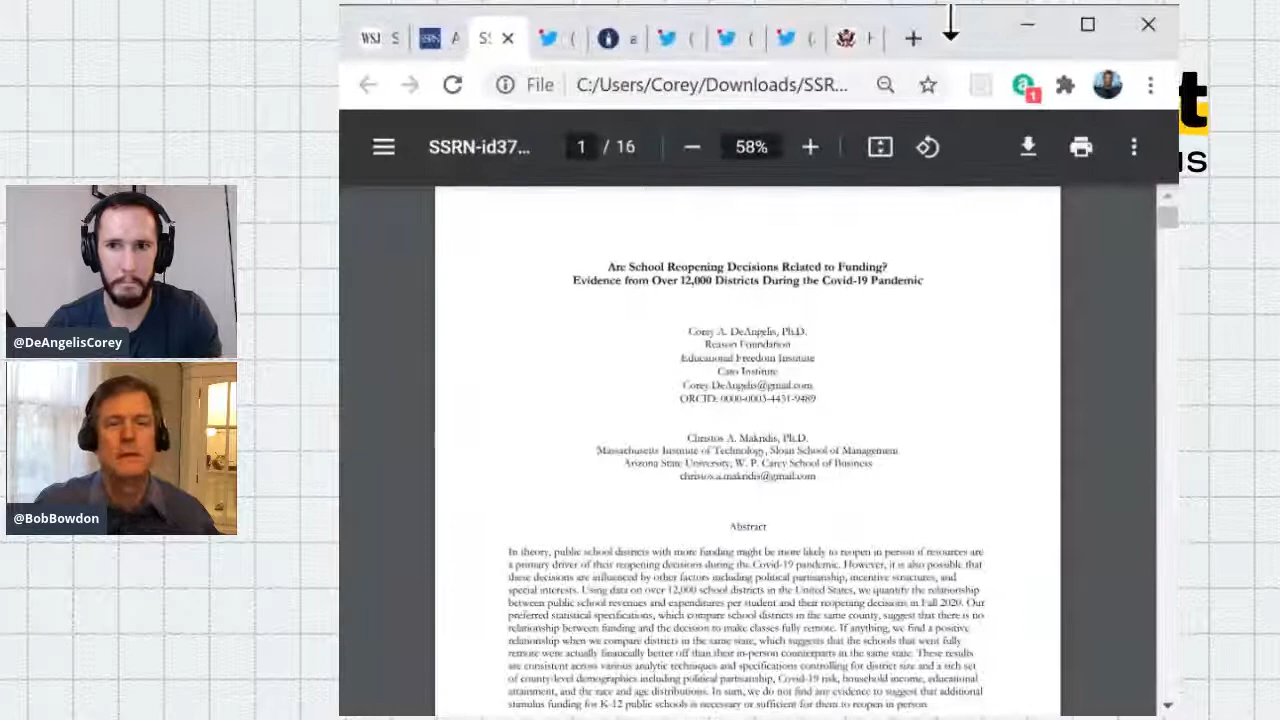 WSJ S
SSRN A
SS
(
a
(
(
(
H
t
us
File C:/Users/Corey/Downloads/SSR...
a
1
SSRN-id37...
1 / 16
58%
Are School Reopening Decisions Related to Funding?
Evidence from Over 12,000 Districts During the Covid-19 Pandemic
Corey A. DeAngelis, Ph.D.
Reason Foundation
Educational Freedom Institute
Cato Institute
Corey.DeAngelis@gmail.com
ORCID: 0000-0003-4431-9489
Christos A. Makridis, Ph.D.
Massachusetts Institute of Technology, Sloan School of Management
Arizona State University, W. P. Carey School of Business
christos.a.makridis@gmail.com
Abstract
In theory, public school districts with more funding might be more likely to reopen in person if resources are
a primary driver of their reopening decisions during the Covid-19 pandemic. However, it is also possible that
these decisions are influenced by other factors including political partisanship, incentive structures, and
special interests. Using data on over 12,000 school districts in the United States, we quantify the relationship
between public school revenues and expenditures per student and their reopening decisions in Fall 2020. Our
preferred statistical specifications, which compare school districts in the same county, suggest that there is no
relationship between funding and the decision to make classes fully remote. If anything, we find a positive
relationship when we compare districts in the same state, which suggests that the schools that went fully
remote were actually financially better off than their in-person counterparts in the same state. These results
are consistent across various analytic techniques and specifications controlling for district size and a rich set
of county-level demographics including political partisanship, Covid-19 risk, household income, educational
attainment, and the race and age distributions. In sum, we do not find any evidence to suggest that additional
stimulus funding for K-12 public schools is necessary or sufficient for them to reopen in person.
@DeAngelisCorey
@BobBowdon